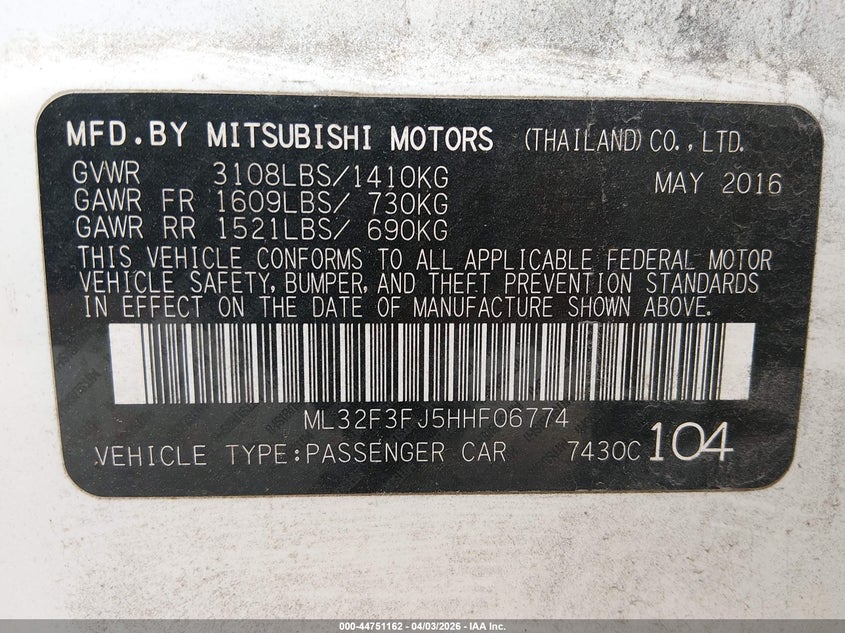 MFD.BY MITSUBISHI MOTORS (THAILAND) CO., LTD.
GVWR 3108LBS/1410KG MAY 2016
GAWR FR 1609LBS/ 730KG
GAWR RR 1521LBS/ 690KG
THIS VEHICLE CONFORMS TO ALL APPLICABLE FEDERAL MOTOR
VEHICLE SAFETY, BUMPER, AND THEFT PREVENTION STANDARDS
IN EFFECT ON THE DATE OF MANUFACTURE SHOWN ABOVE.
ML32F3FJ5HHF06774
VEHICLE TYPE:PASSENGER CAR 7430C 104
000-44751162 - 04/03/2026 - IAA Inc.